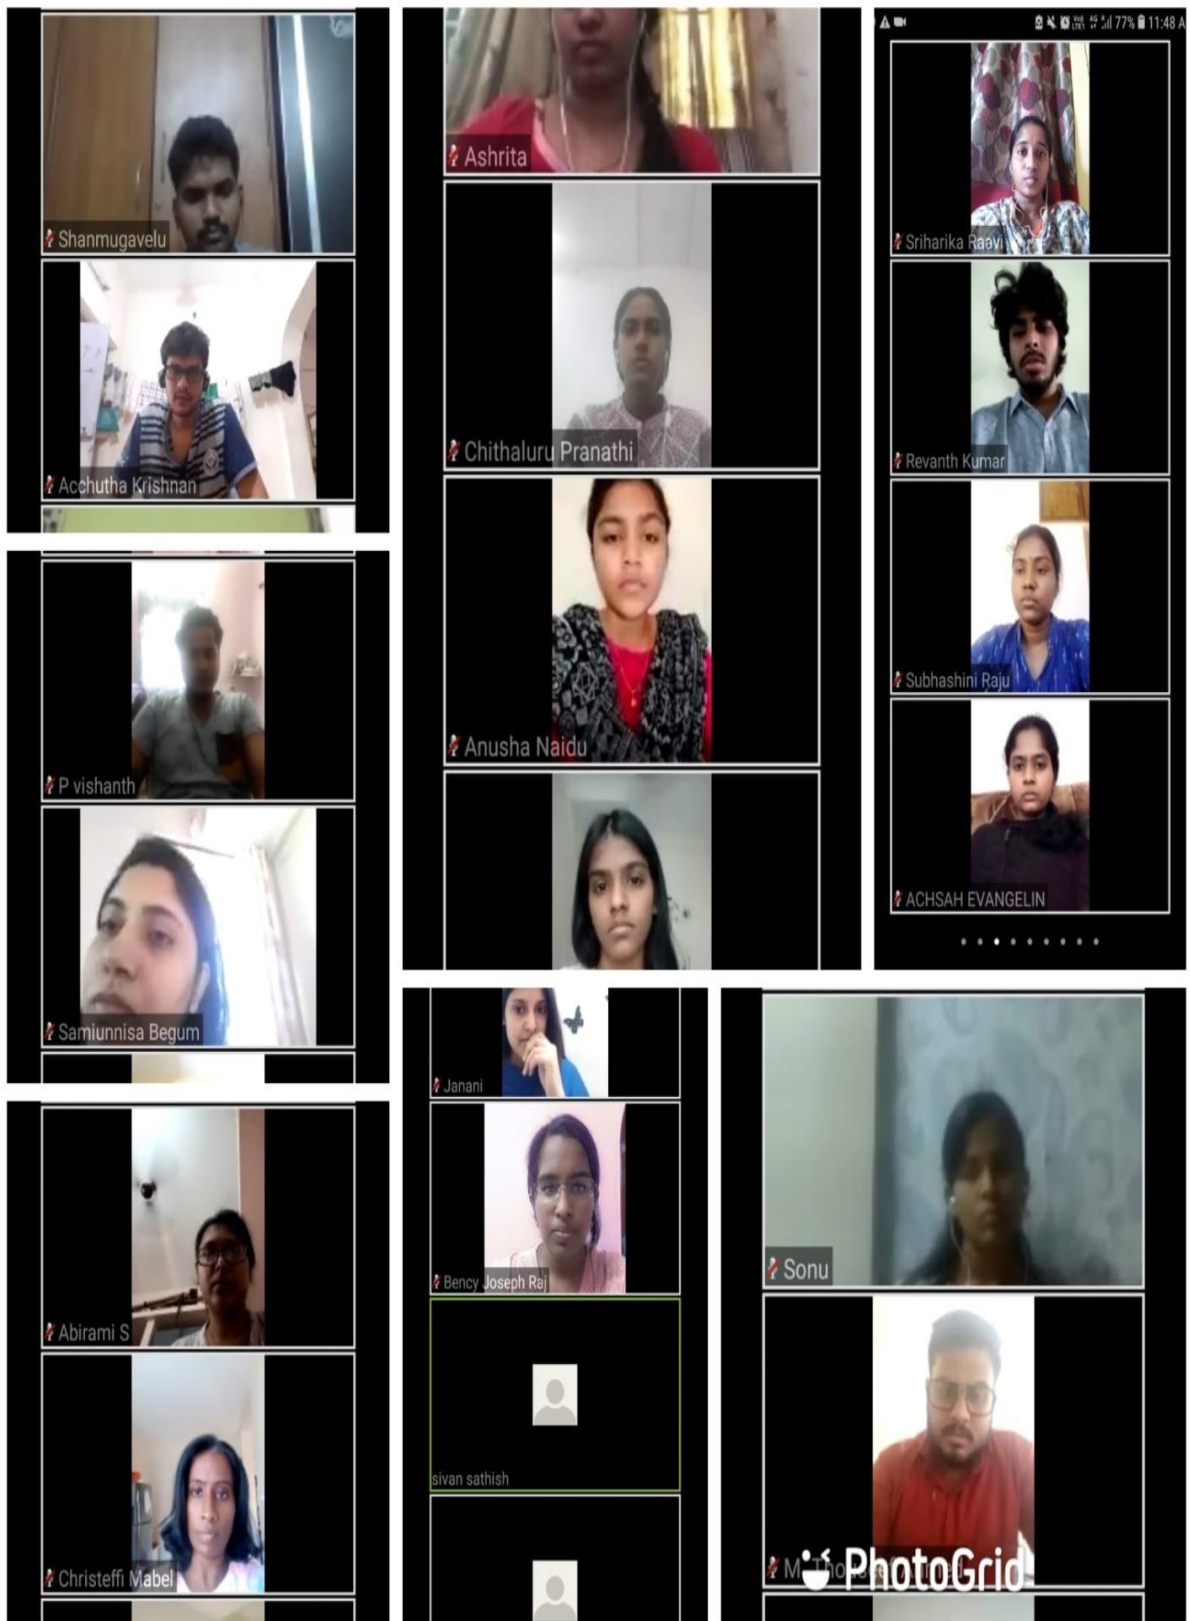 Shanmugavelu
Acchutha Krishnan
P vishanth
Samiunnisa Begum
Abirami S
Christeffi Mabel
Ashrita
Chithaluru Pranathi
Anusha Naidu
77% 11:48 A
Sriharika Raavi
Revanth Kumar
Subhashini Raju
ACHSAH EVANGELIN
Janani
Bency Joseph Raj
sivan sathish
Sonu
M
PhotoGrid